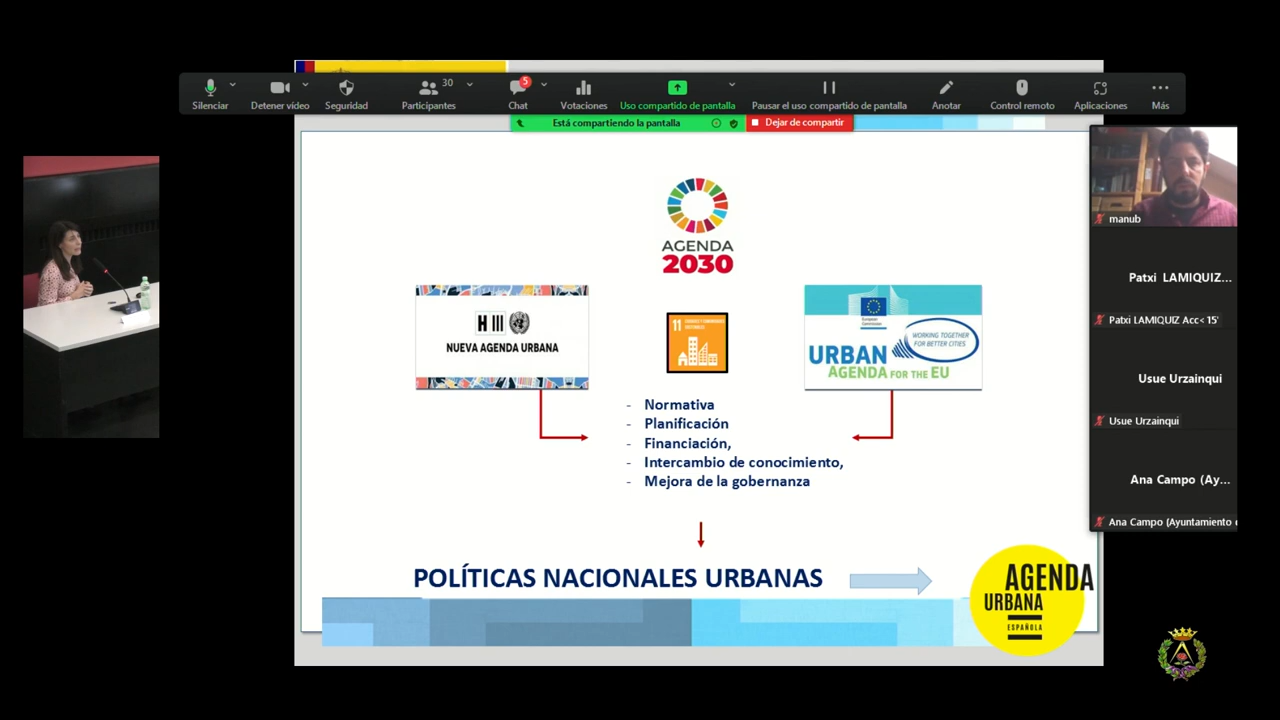 Silenciar
Detener vídeo
Seguridad
30
Participantes
5
Chat
Votaciones
Uso compartido de pantalla
Pausar el uso compartido de pantalla
Anotar
Control remoto
Aplicaciones
Más
Está compartiendo la pantalla
Dejar de compartir
AGENDA
2030
H III
NUEVA AGENDA URBANA
11
European
Commission
WORKING TOGETHER
FOR BETTER CITIES
URBAN
AGENDA FOR THE EU
- Normativa
- Planificación
- Financiación,
- Intercambio de conocimiento,
- Mejora de la gobernanza
POLÍTICAS NACIONALES URBANAS
AGENDA
URBANA
ESPAÑOLA
manub
Patxi LAMIQUIZ...
Patxi LAMIQUIZ Acc< 15'
Usue Urzainqui
Usue Urzainqui
Ana Campo (Ay...
Ana Campo (Ayuntamiento